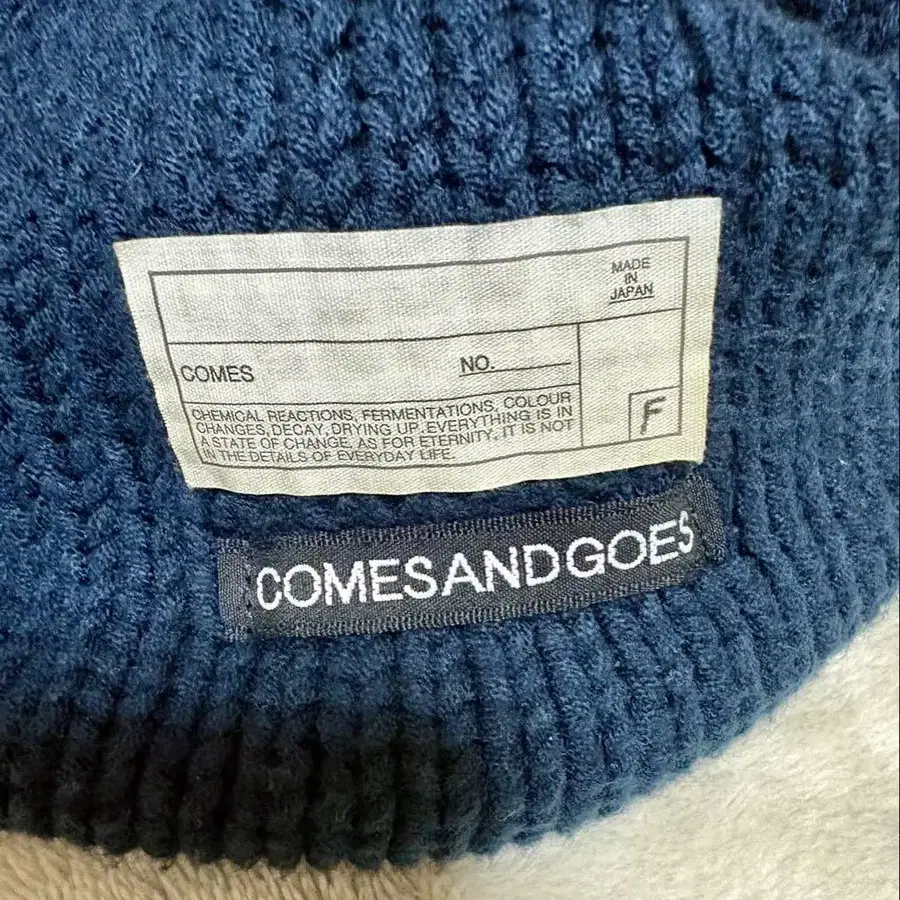 MADE
IN
JAPAN
COMES
NO.
CHEMICAL REACTIONS, FERMENTATIONS, COLOUR
CHANGES, DECAY, DRYING UP. EVERYTHING IS IN
A STATE OF CHANGE, AS FOR ETERNITY, IT IS NOT
IN THE DETAILS OF EVERYDAY LIFE.
F
COMESANDGOES